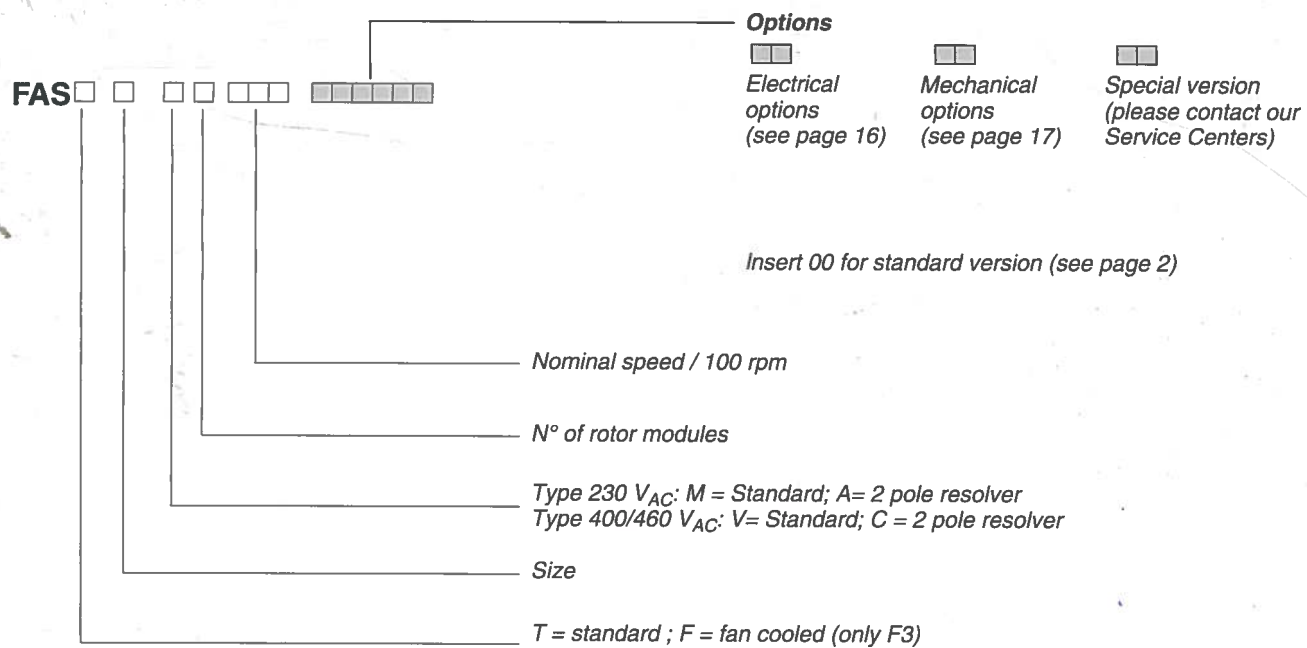 Options
FAS
Electrical
options
(see page 16)
Mechanical
options
(see page 17)
Special version
(please contact our
Service Centers)
Insert 00 for standard version (see page 2)
Nominal speed / 100 rpm
N° of rotor modules
Type 230 VAC: M = Standard; A= 2 pole resolver
Type 400/460 VAC: V= Standard; C = 2 pole resolver
Size
T = standard ; F = fan cooled (only F3)